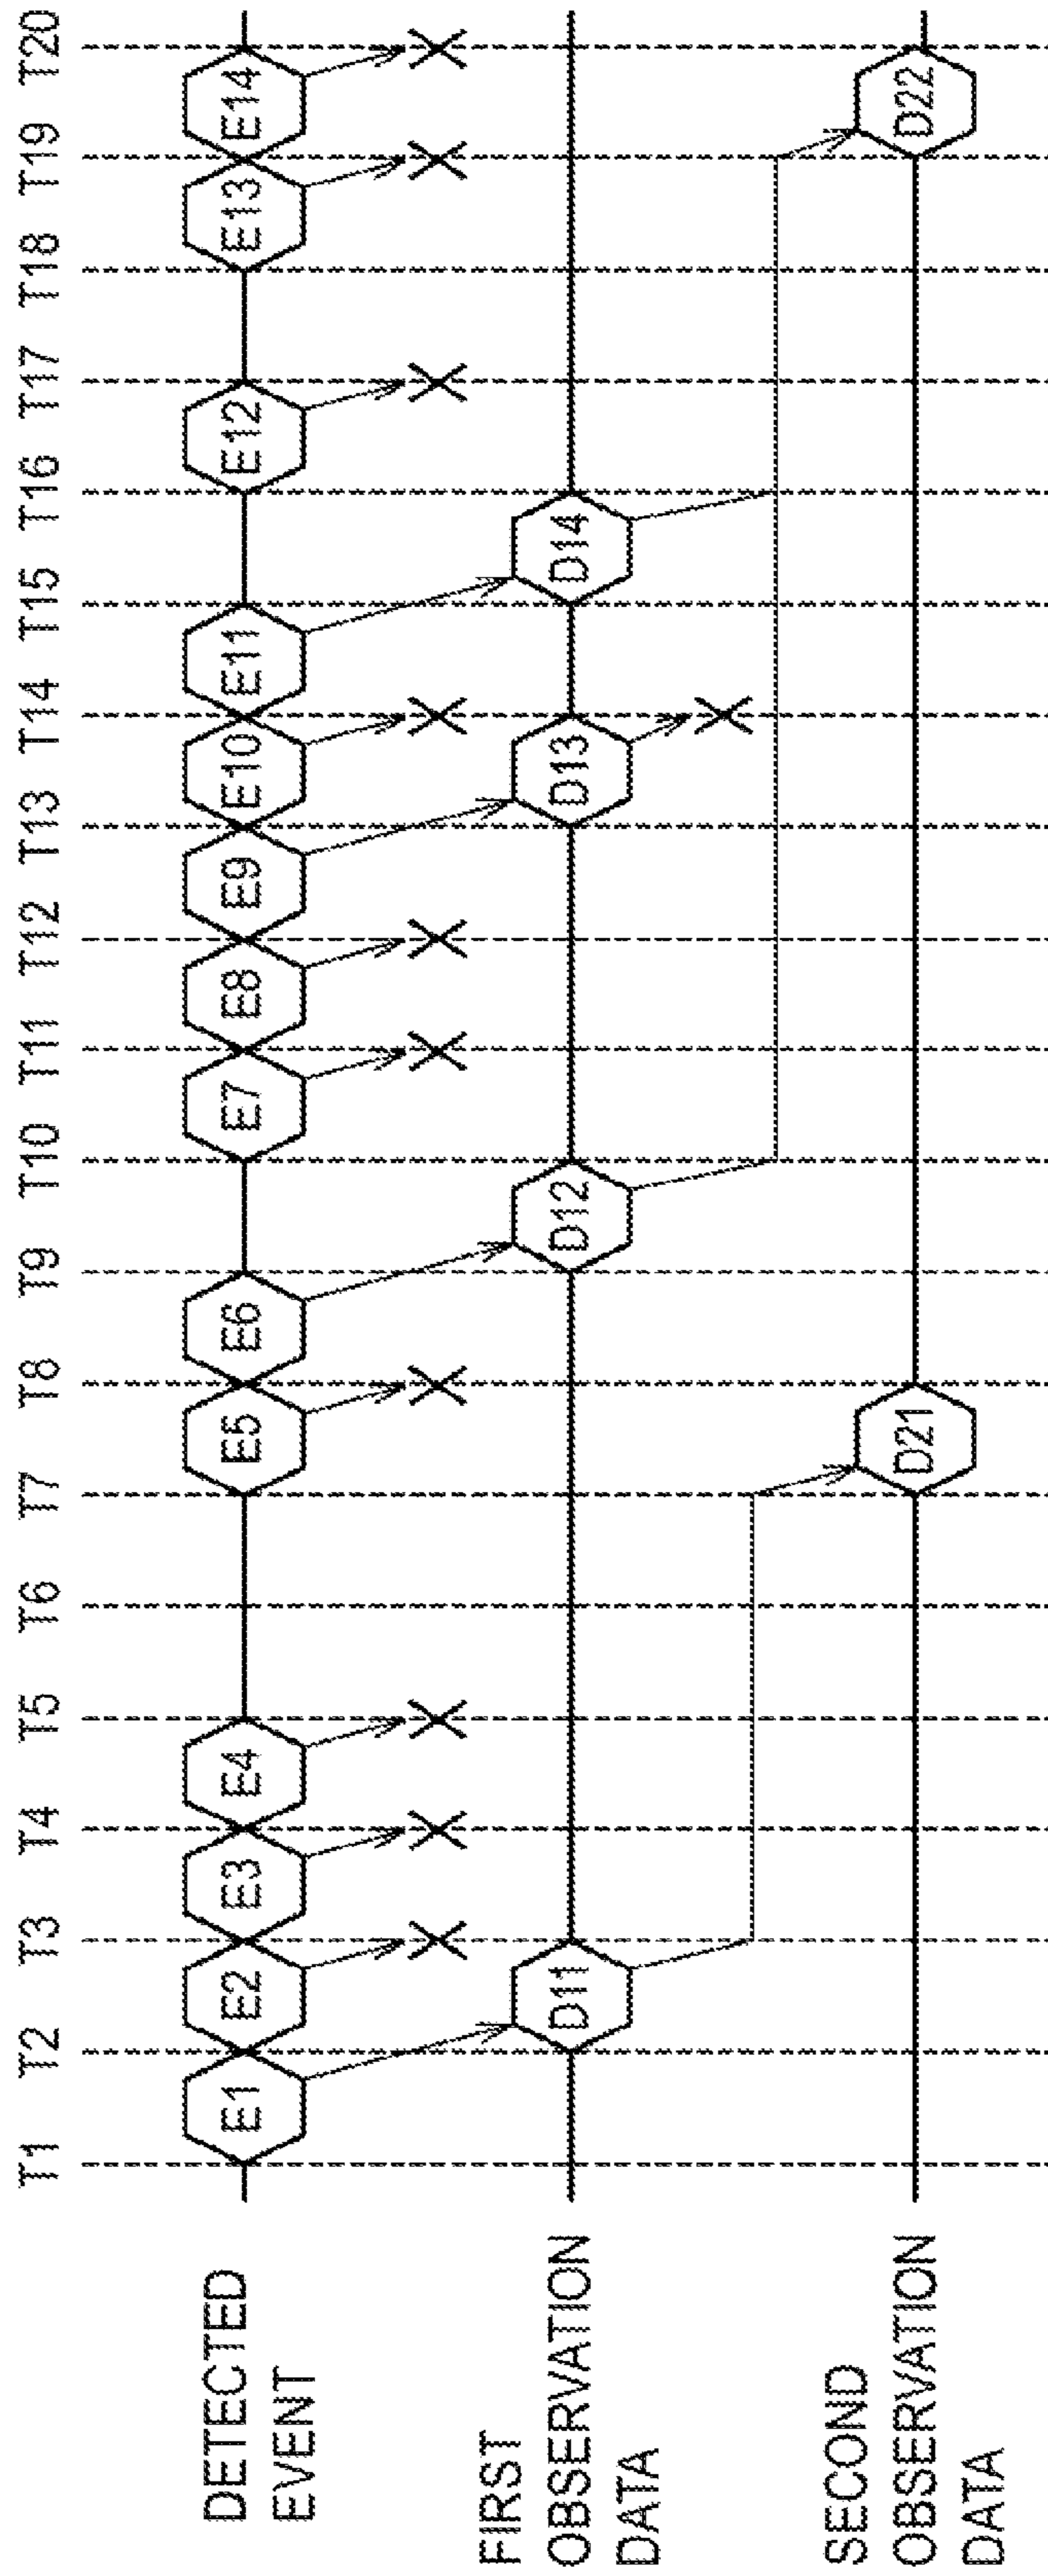 T1 T2 T3 T4 T5 T6 T7 T8 T9 T10 T11 T12 T13 T14 T15 T16 T17 T18 T19 T20
DETECTED
EVENT
E1 E2 E3 E4 E5 E6 E7 E8 E9 E10 E11 E12 E13 E14
FIRST
OBSERVATION
DATA
D11 D12 D13 D14
SECOND
OBSERVATION
DATA
D21 D22